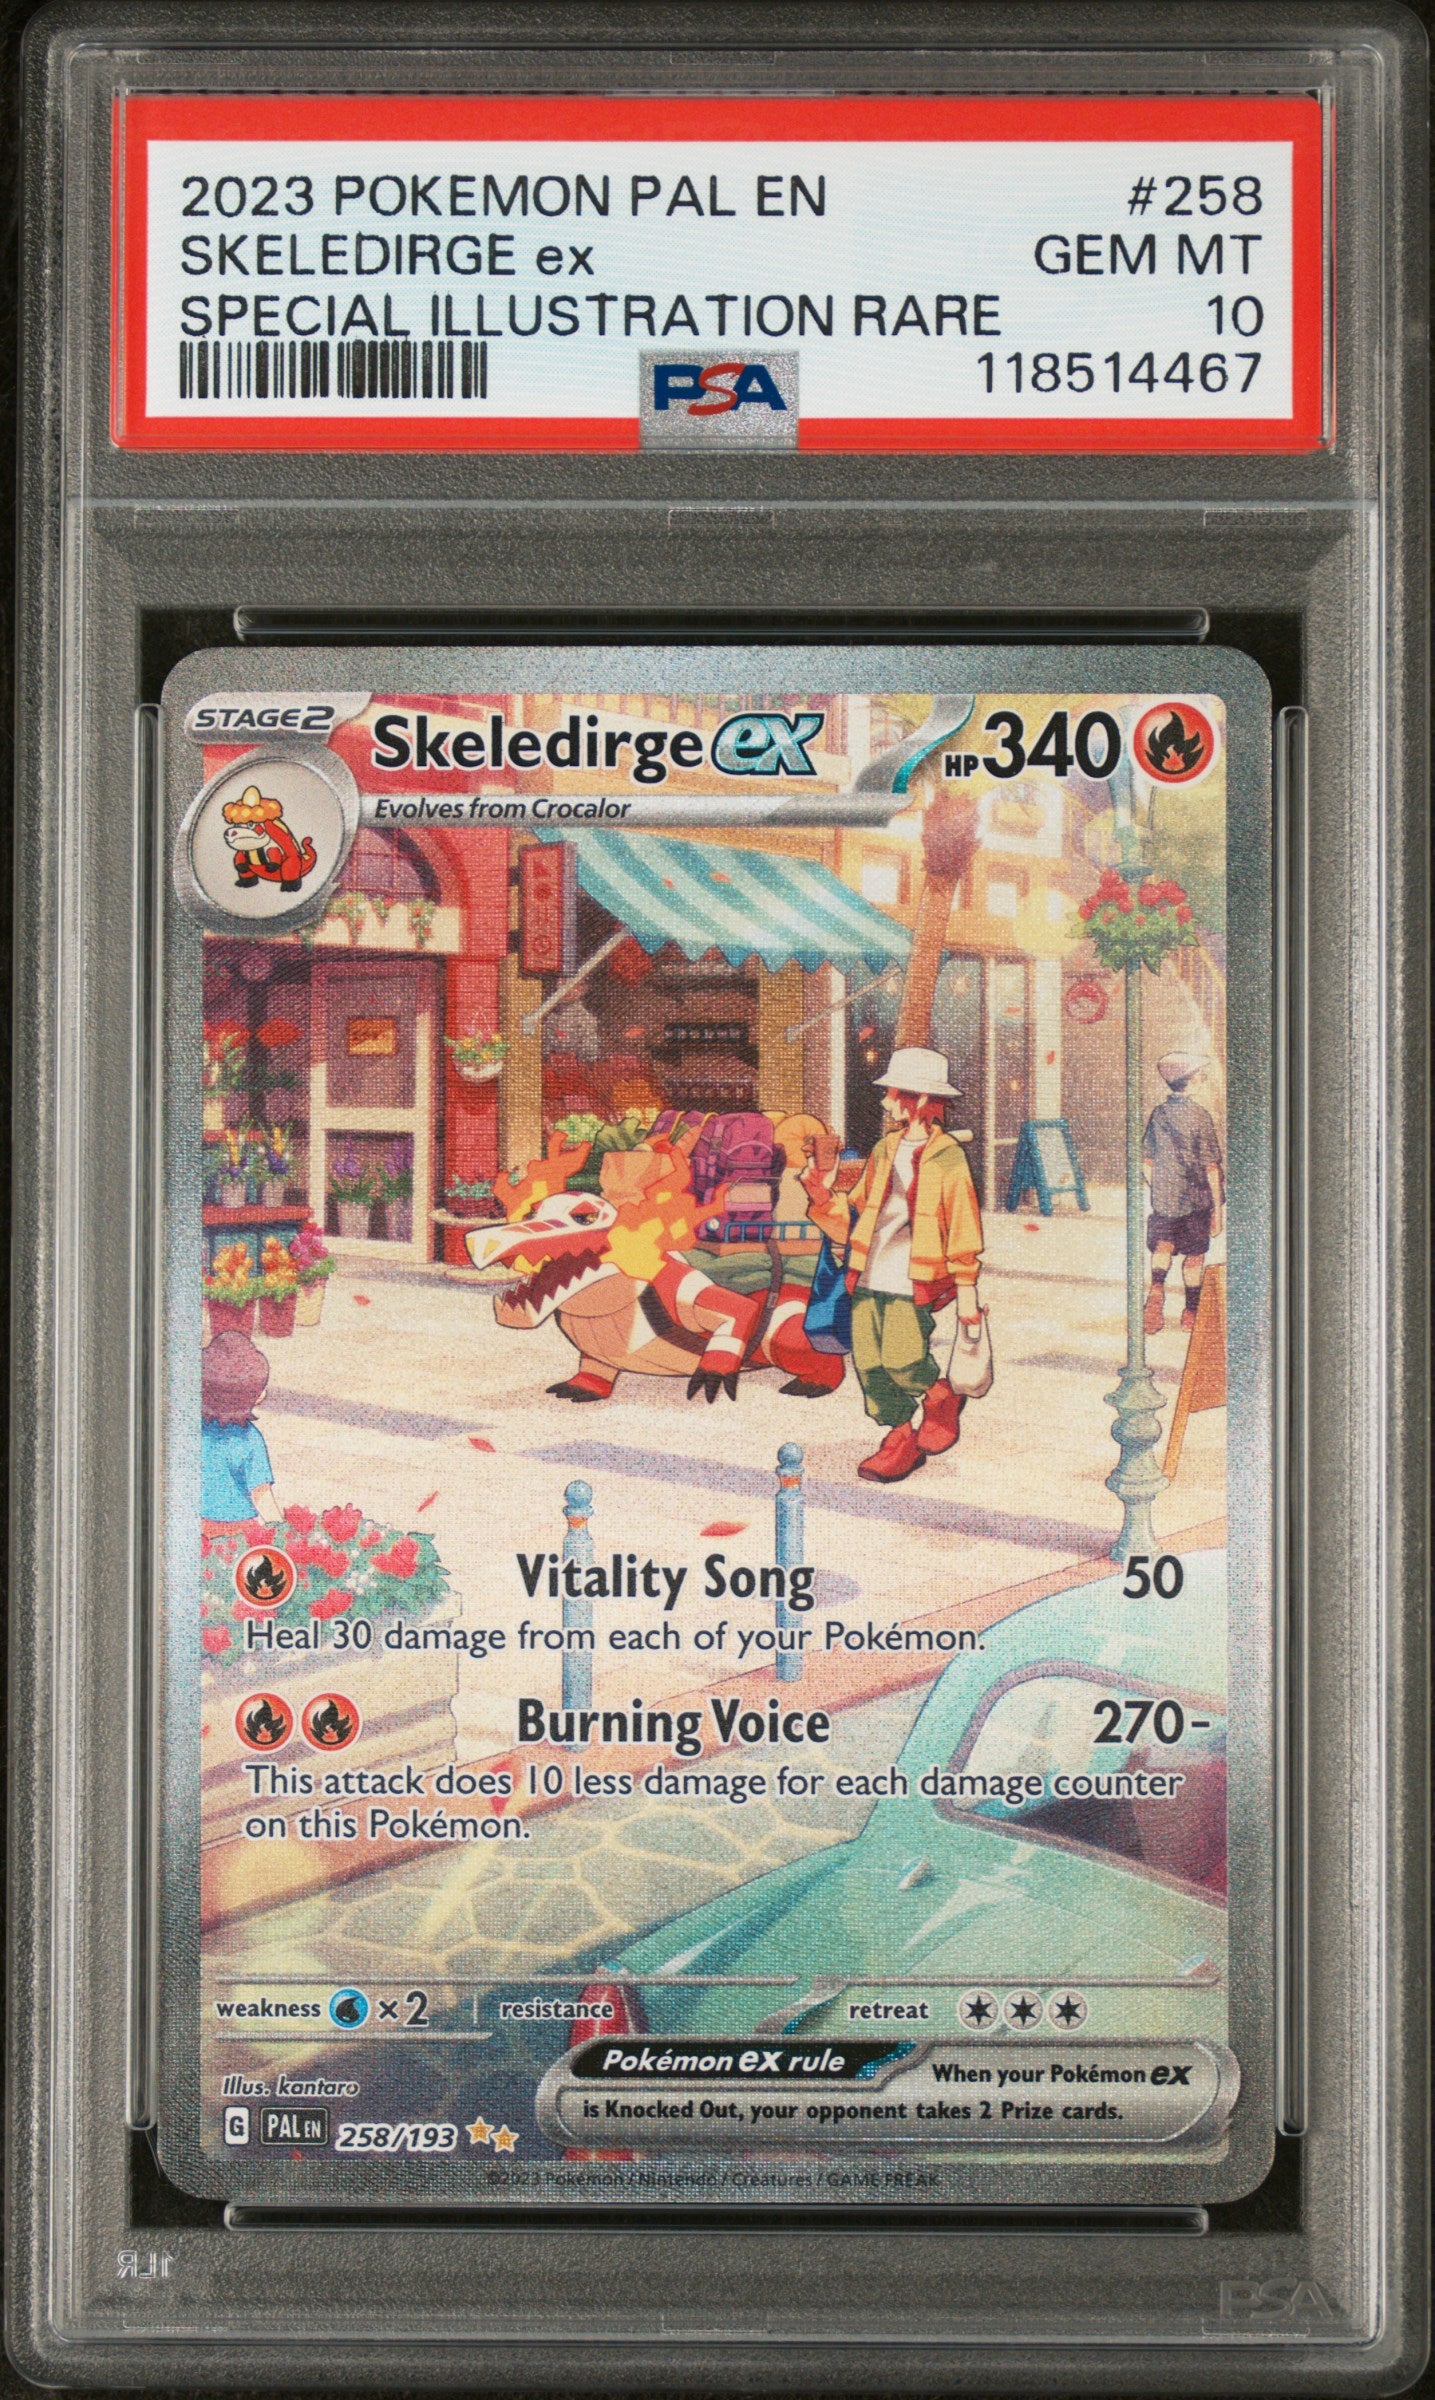 2023 POKEMON PAL EN #258
SKELEDIRGE ex GEM MT
SPECIAL ILLUSTRATION RARE 10
PSA 118514467
STAGE2 Skeledirge ex HP 340
Evolves from Crocalor
Vitality Song 50
Heal 30 damage from each of your Pokémon.
Burning Voice 270-
This attack does 10 less damage for each damage counter
on this Pokémon.
weakness ×2 resistance retreat
Pokémon ex rule When your Pokémon ex
is Knocked Out, your opponent takes 2 Prize cards.
Illus. kantaro
G PAL EN 258/193
©2023 Pokémon / Nintendo / Creatures / GAME FREAK
1LR
PSA